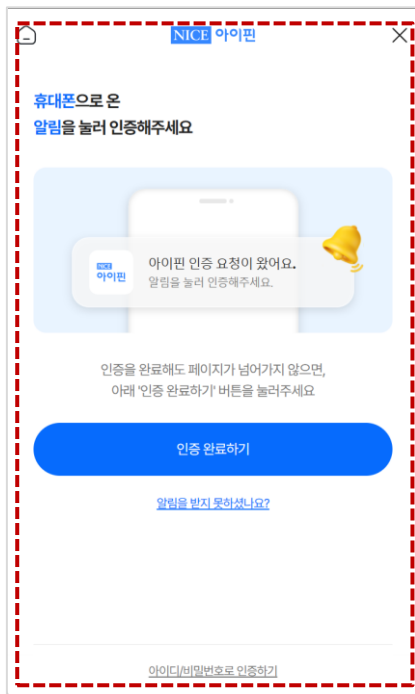 NICE 아이핀
휴대폰으로 온
알림을 눌러 인증해주세요
NICE
아이핀
아이핀 인증 요청이 왔어요.
알림을 눌러 인증해주세요.
인증을 완료해도 페이지가 넘어가지 않으면,
아래 '인증 완료하기' 버튼을 눌러주세요
인증 완료하기
알림을 받지 못하셨나요?
아이디/비밀번호로 인증하기